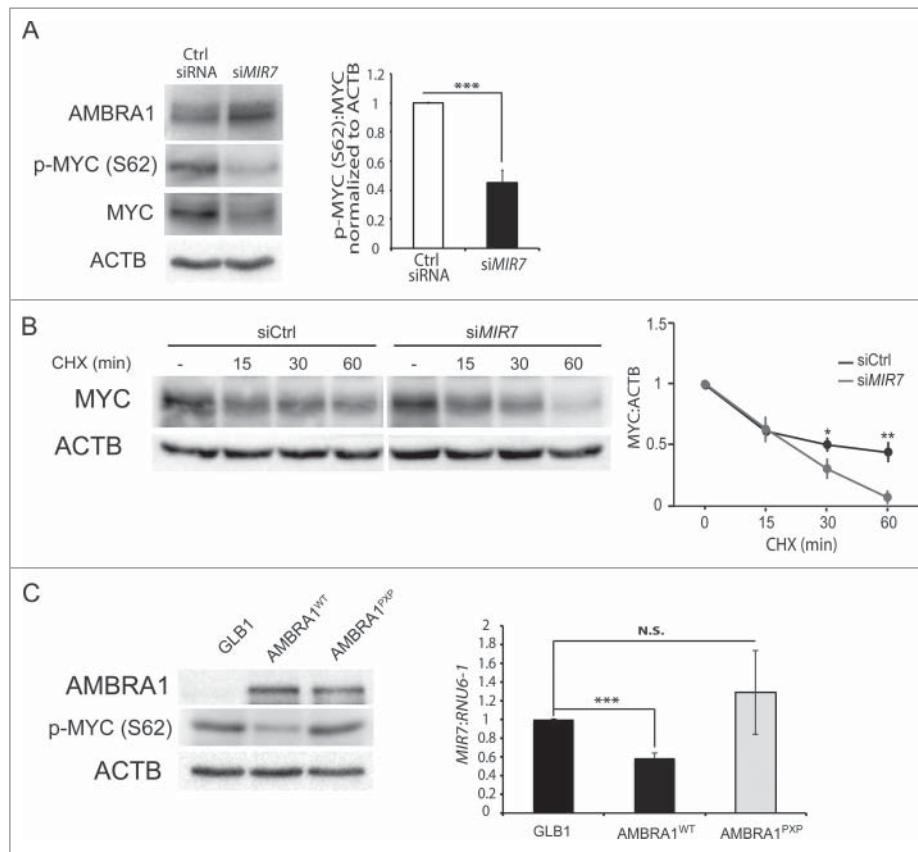 A
Ctrl
siRNA
siMIR7
AMBRA1
p-MYC (S62)
MYC
ACTB
p-MYC (S62):MYC
normalized to ACTB
1.2
1
0.8
0.6
0.4
0.2
0
***
Ctrl
siRNA
siMIR7
B
siCtrl
siMIR7
CHX (min)
- 15 30 60 - 15 30 60
MYC
ACTB
MYC:ACTB
1.5
1
0.5
0
siCtrl
siMIR7
*
**
0 15 30 60
CHX (min)
C
GLB1
AMBRA1WT
AMBRA1PXP
AMBRA1
p-MYC (S62)
ACTB
MIR7:RNU6-1
2
1.8
1.6
1.4
1.2
1
0.8
0.6
0.4
0.2
0
N.S.
***
GLB1
AMBRA1WT
AMBRA1PXP